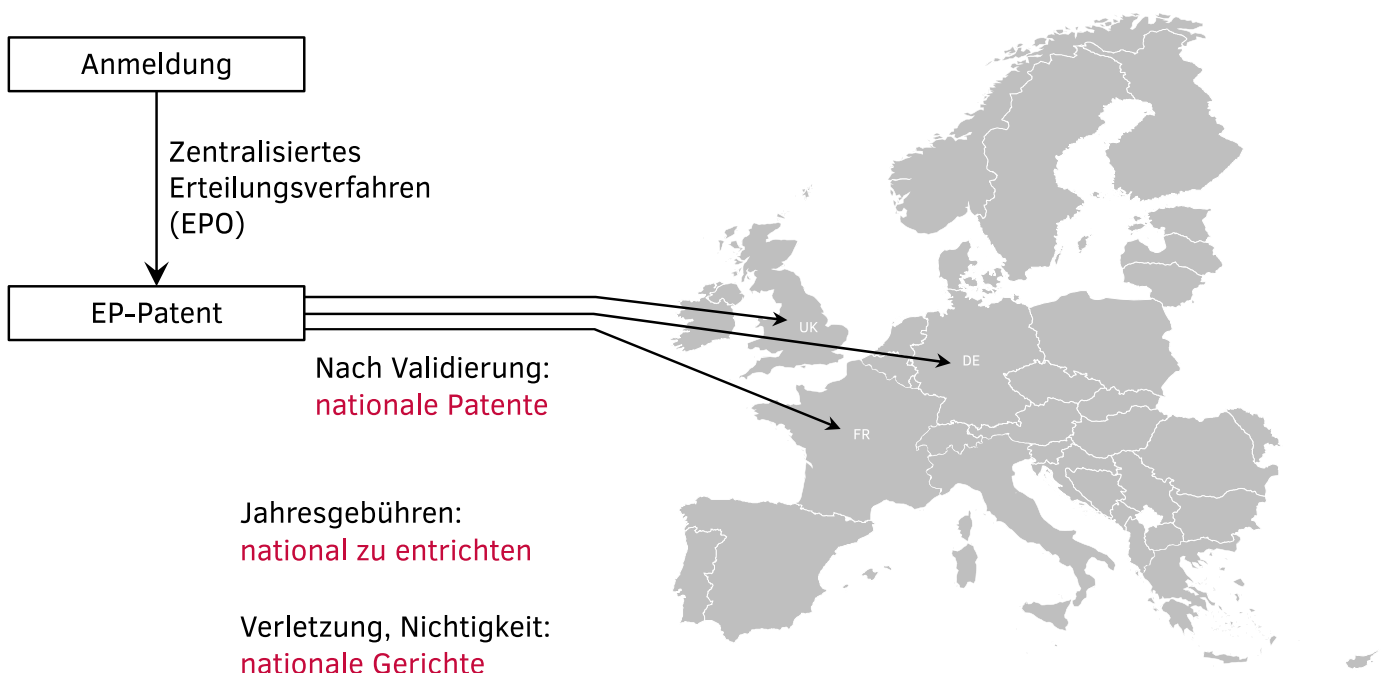 Anmeldung
Zentralisiertes
Erteilungsverfahren
(EPO)
EP-Patent
UK
DE
FR
Nach Validierung:
nationale Patente
Jahresgebühren:
national zu entrichten
Verletzung, Nichtigkeit:
nationale Gerichte